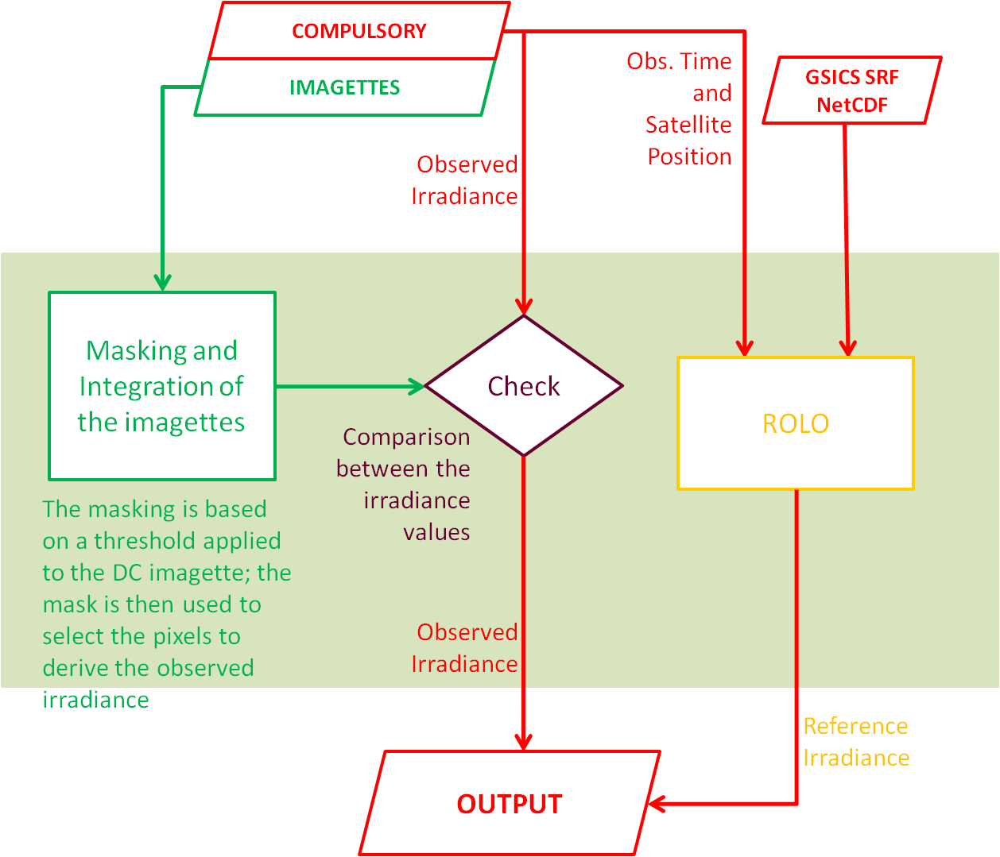 COMPULSORY
IMAGETTES
Obs. Time
and
Satellite
Position
GSICS SRF
NetCDF
Observed
Irradiance
Masking and
Integration of
the imagettes
Check
ROLO
Comparison
between the
irradiance
values
The masking is based
on a threshold applied
to the DC imagette; the
mask is then used to
select the pixels to
derive the observed
irradiance
Observed
Irradiance
Reference
Irradiance
OUTPUT